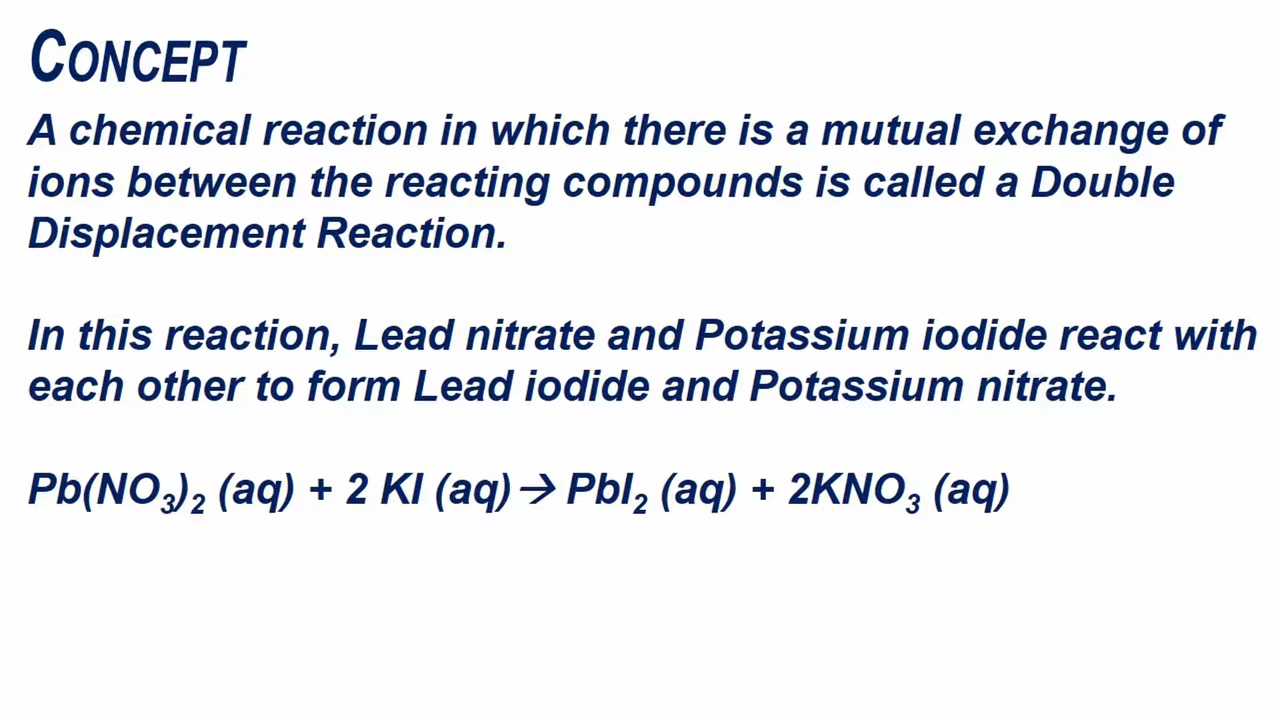 CONCEPT
A chemical reaction in which there is a mutual exchange of
ions between the reacting compounds is called a Double
Displacement Reaction.
In this reaction, Lead nitrate and Potassium iodide react with
each other to form Lead iodide and Potassium nitrate.
Pb(NO₃)₂ (aq) + 2 KI (aq)→ PbI₂ (aq) + 2KNO₃ (aq)